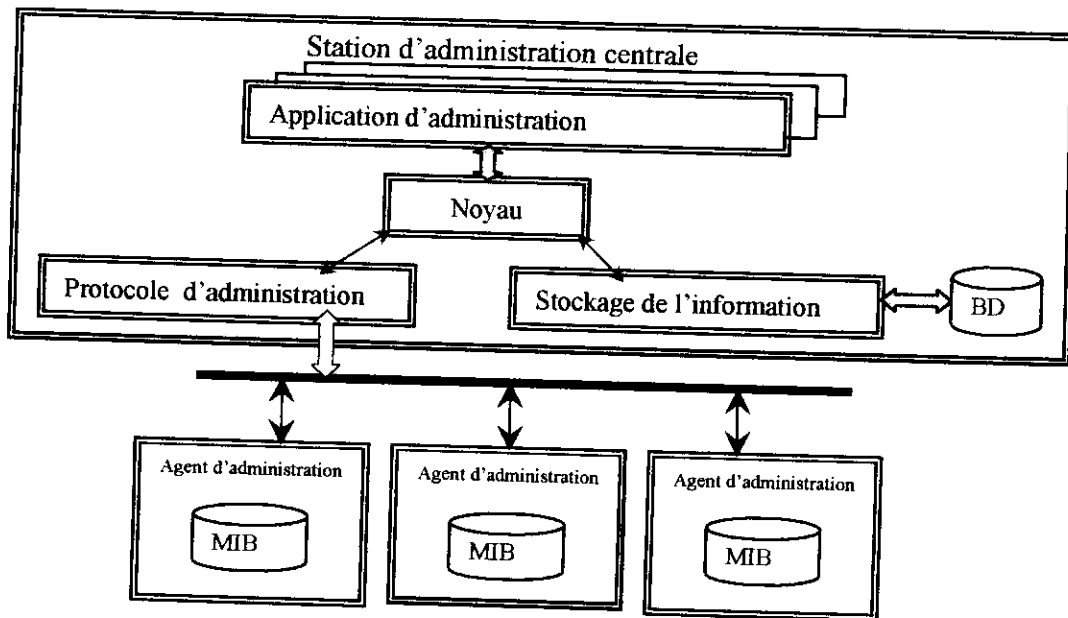 Station d'administration centrale
Application d'administration
Noyau
Protocole d'administration
Stockage de l'information
BD
Agent d'administration
MIB
Agent d'administration
MIB
Agent d'administration
MIB